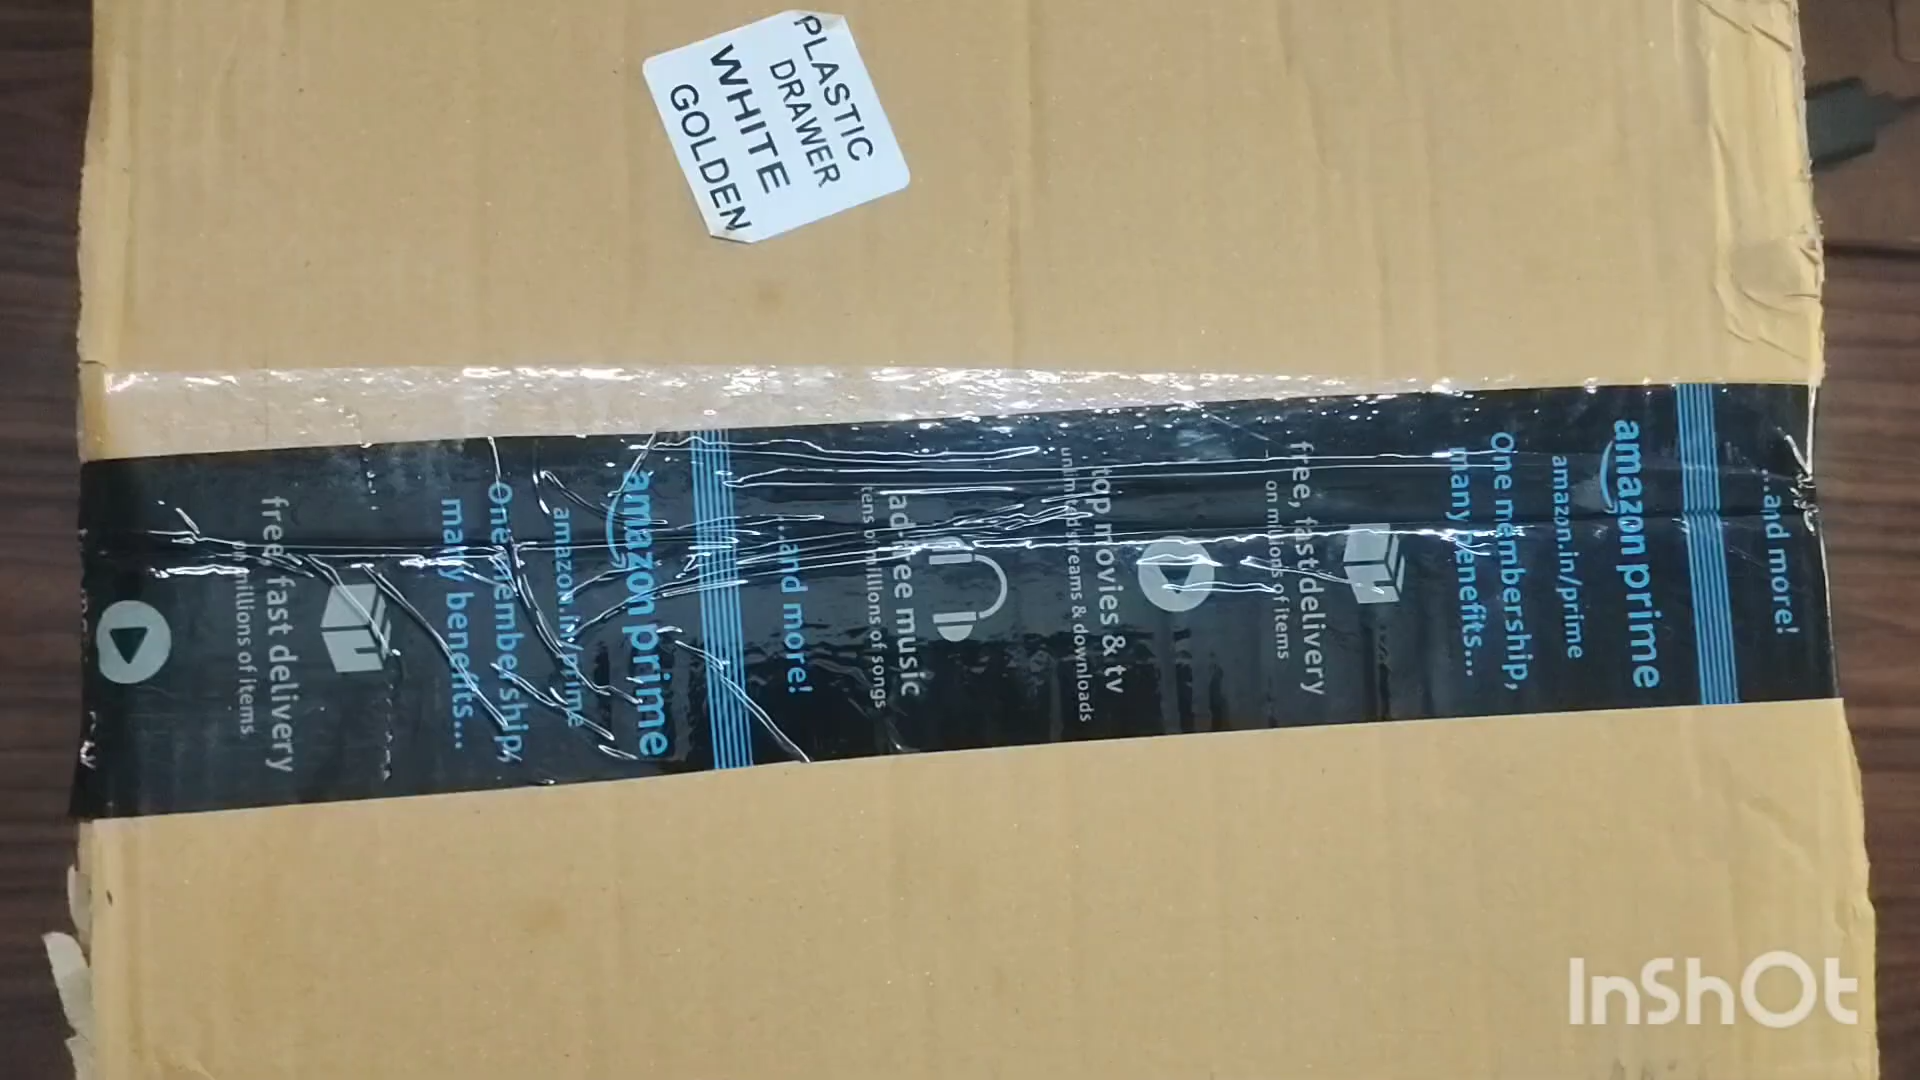 PLASTIC
DRAWER
WHITE
GOLDEN
...and more!
amazon prime
amazon.in/prime
One membership,
many benefits...
free, fast delivery
on millions of items
top movies & tv
unlimited streams & downloads
ad-free music
tens of millions of songs
...and more!
amazon prime
amazon.in/prime
One membership,
many benefits...
free, fast delivery
on millions of items
InShOt